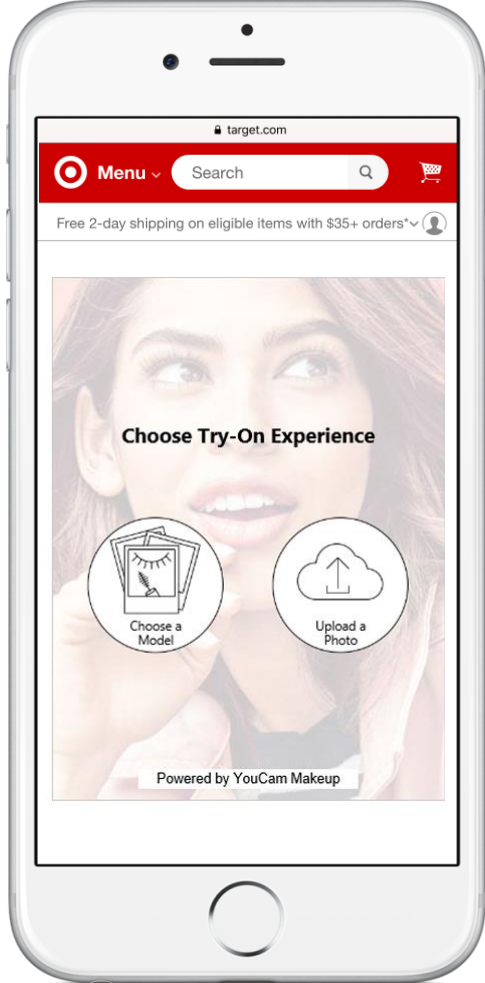 target.com
Menu
Search
Free 2-day shipping on eligible items with $35+ orders*
Choose Try-On Experience
Choose a
Model
Upload a
Photo
Powered by YouCam Makeup